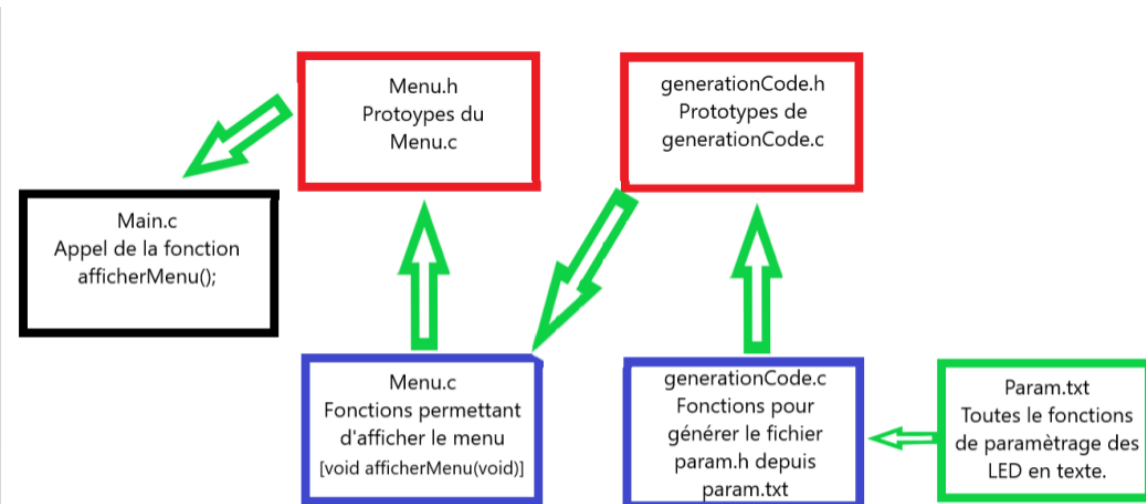 Menu.h
Protoypes du
Menu.c
generationCode.h
Prototypes de
generationCode.c
Main.c
Appel de la fonction
afficherMenu();
Menu.c
Fonctions permettant
d'afficher le menu
[void afficherMenu(void)]
generationCode.c
Fonctions pour
générer le fichier
param.h depuis
param.txt
Param.txt
Toutes le fonctions
de paramètrage des
LED en texte.